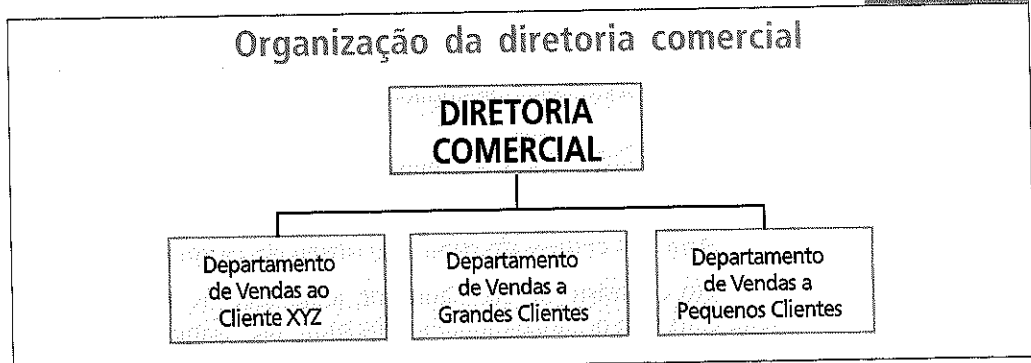 Organização da diretoria comercial
DIRETORIA
COMERCIAL
Departamento
de Vendas ao
Cliente XYZ
Departamento
de Vendas a
Grandes Clientes
Departamento
de Vendas a
Pequenos Clientes